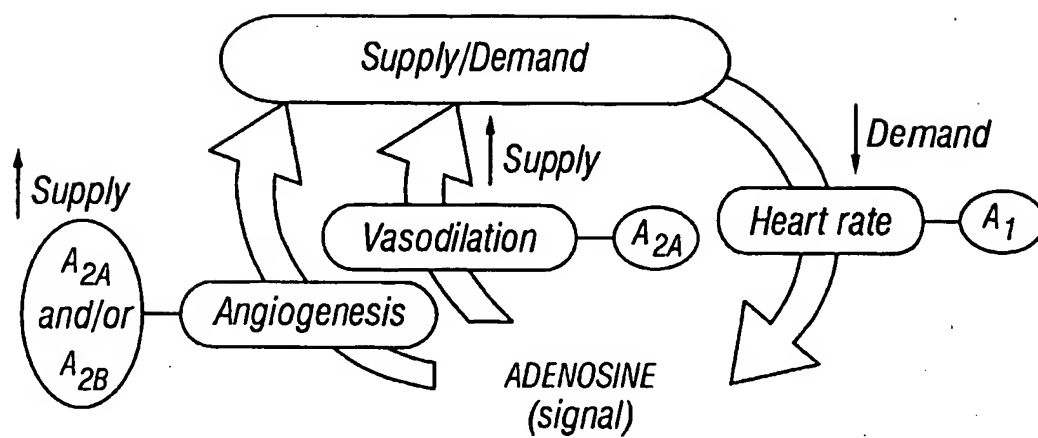 Supply/Demand
↓ Demand
↑ Supply
↑ Supply
Vasodilation
A2A
Heart rate
A1
A2A
and/or
A2B
Angiogenesis
ADENOSINE
(signal)